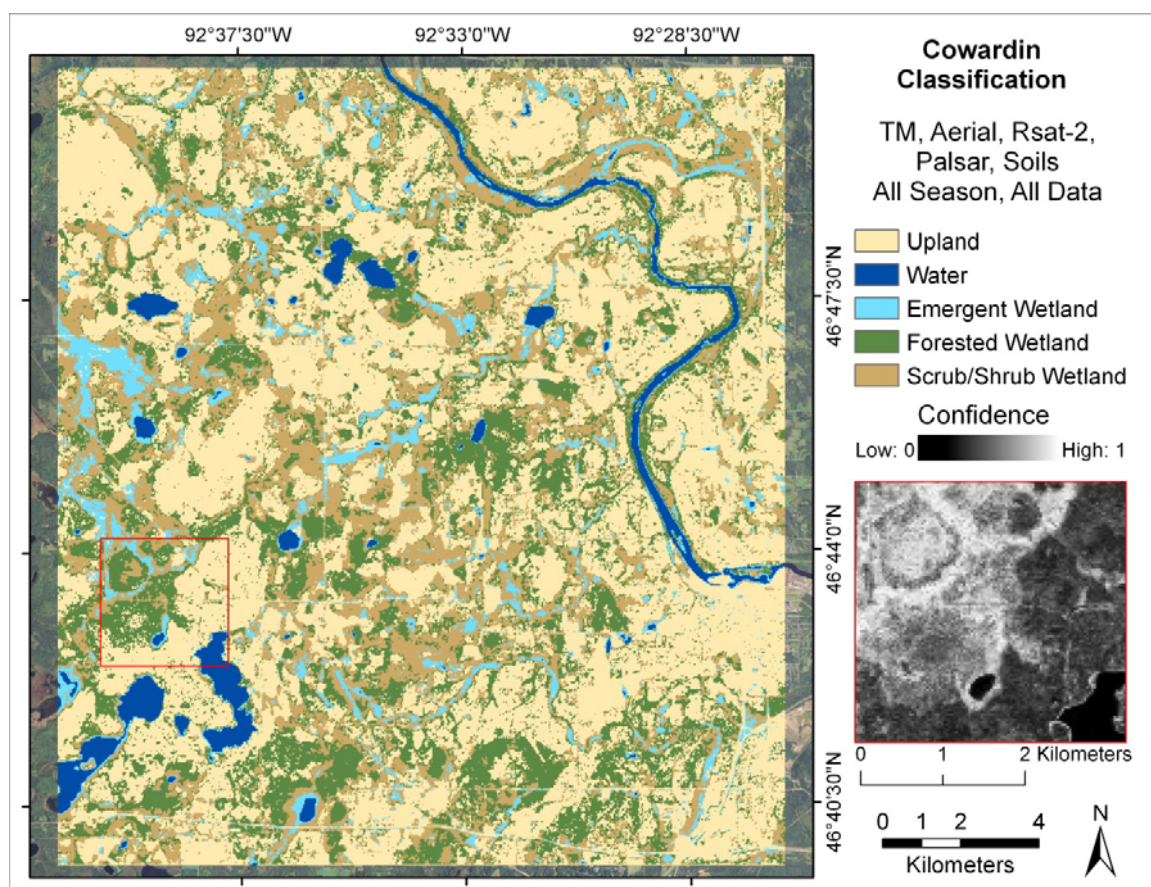 92°37'30"W 92°33'0"W 92°28'30"W
46°47'30"N
46°44'0"N
46°40'30"N
Cowardin
Classification
TM, Aerial, Rsat-2,
Palsar, Soils
All Season, All Data
Upland
Water
Emergent Wetland
Forested Wetland
Scrub/Shrub Wetland
Confidence
Low: 0 High: 1
0 1 2 Kilometers
0 1 2 4
Kilometers
N